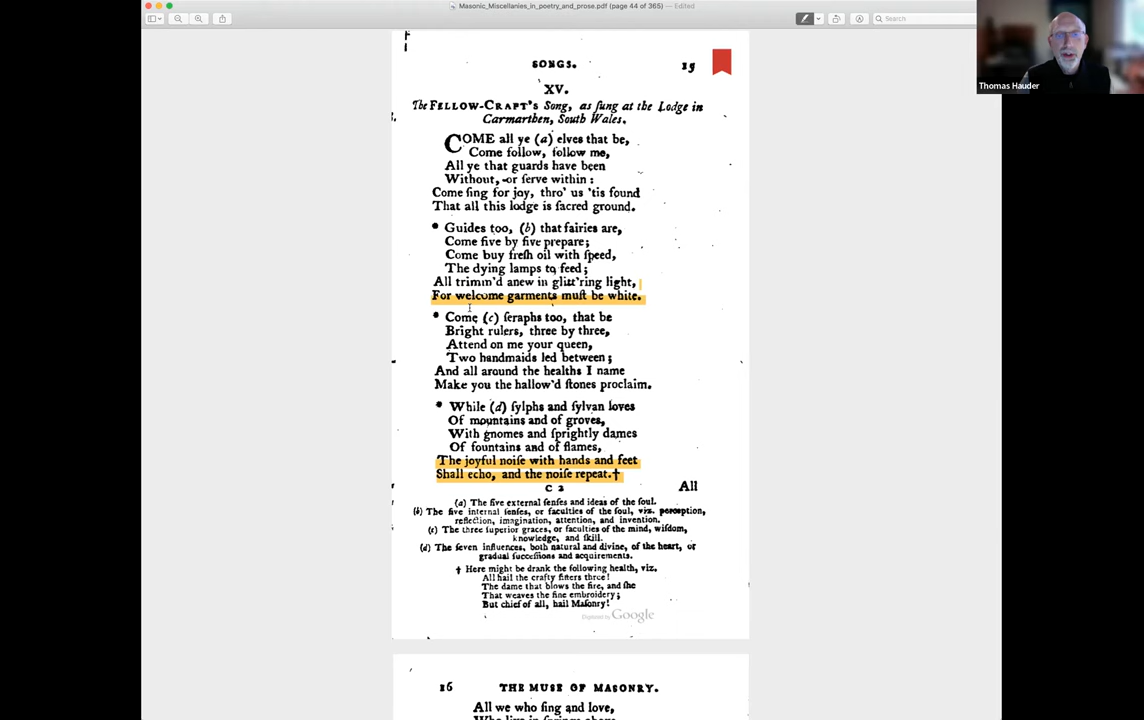 Masonic_Miscellanies_in_poetry_and_prose.pdf (page 44 of 365) — Edited
Search
Thomas Hauder
SONGS. 15
XV.
The FELLOW-CRAFT's Song, as ſung at the Lodge in
Carmarthen, South Wales.
COME all ye (a) elves that be,
Come follow, follow me,
All ye that guards have been
Without, or ſerve within :
Come ſing for joy, thro' us 'tis found
That all this lodge is ſacred ground.
* Guides too, (b) that fairies are,
Come five by five prepare;
Come buy freſh oil with ſpeed,
The dying lamps to feed;
All trimm'd anew in glitt'ring light,
For welcome garments muſt be white.
* Come (c) ſeraphs too, that be
Bright rulers, three by three,
Attend on me your queen,
Two handmaids led between;
And all around the healths I name
Make you the hallow'd ſtones proclaim.
* While (d) ſylphs and ſylvan loves
Of mountains and of groves,
With gnomes and ſprightly dames
Of fountains and of flames,
The joyful noiſe with hands and feet
Shall echo, and the noiſe repeat.†
C 2 All
(a) The five external ſenſes and ideas of the ſoul.
(b) The five internal ſenſes, or faculties of the ſoul, viz. perception,
reflection, imagination, attention, and invention.
(c) The three ſuperior graces, or faculties of the mind, wiſdom,
knowledge, and ſkill.
(d) The ſeven influences, both natural and divine, of the heart, or
gradual ſucceſſions and acquirements.
† Here might be drank the following health, viz.
All hail the crafty ſiſters three!
The dame that blows the fire, and ſhe
That weaves the fine embroidery;
But chief of all, hail Maſonry!
Digitized by Google
16 THE MUSE OF MASONRY.
All we who ſing and love,
Who live in ſprings above